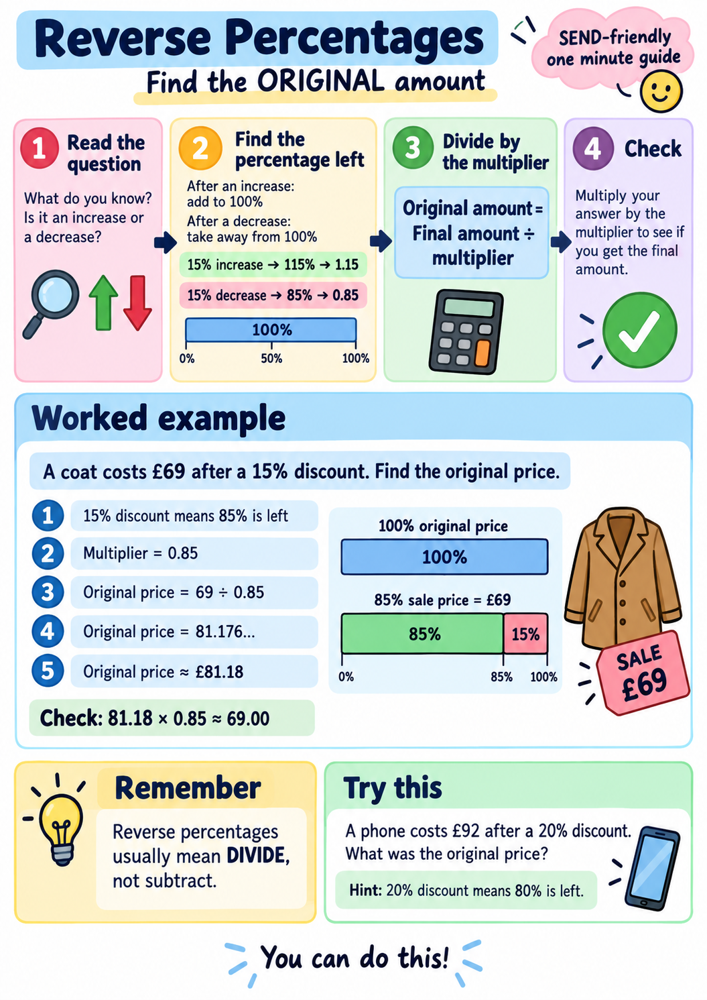 Reverse Percentages
Find the ORIGINAL amount
SEND-friendly
one minute guide
1
Read the
question
What do you know?
Is it an increase or
a decrease?
2
Find the
percentage left
After an increase:
add to 100%
After a decrease:
take away from 100%
15% increase → 115% → 1.15
15% decrease → 85% → 0.85
100%
0% 50% 100%
3
Divide by
the multiplier
Original amount =
Final amount ÷
multiplier
4
Check
Multiply your
answer by the
multiplier to see if
you get the final
amount.
Worked example
A coat costs £69 after a 15% discount. Find the original price.
1 15% discount means 85% is left
2 Multiplier = 0.85
3 Original price = 69 ÷ 0.85
4 Original price = 81.176...
5 Original price ≈ £81.18
Check: 81.18 × 0.85 ≈ 69.00
100% original price
100%
85% sale price = £69
85% 15%
0% 85% 100%
SALE
£69
Remember
Reverse percentages
usually mean DIVIDE,
not subtract.
Try this
A phone costs £92 after a 20% discount.
What was the original price?
Hint: 20% discount means 80% is left.
You can do this!